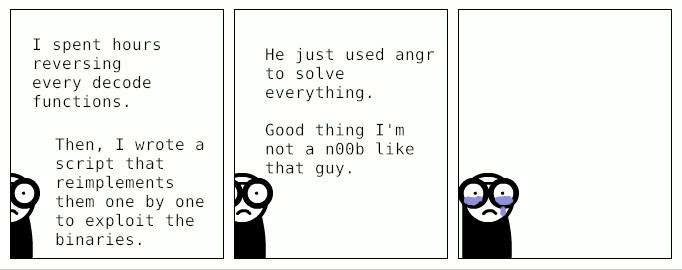 I spent hours
reversing
every decode
functions.
Then, I wrote a
script that
reimplements
them one by one
to exploit the
binaries.
He just used angr
to solve
everything.
Good thing I'm
not a n00b like
that guy.